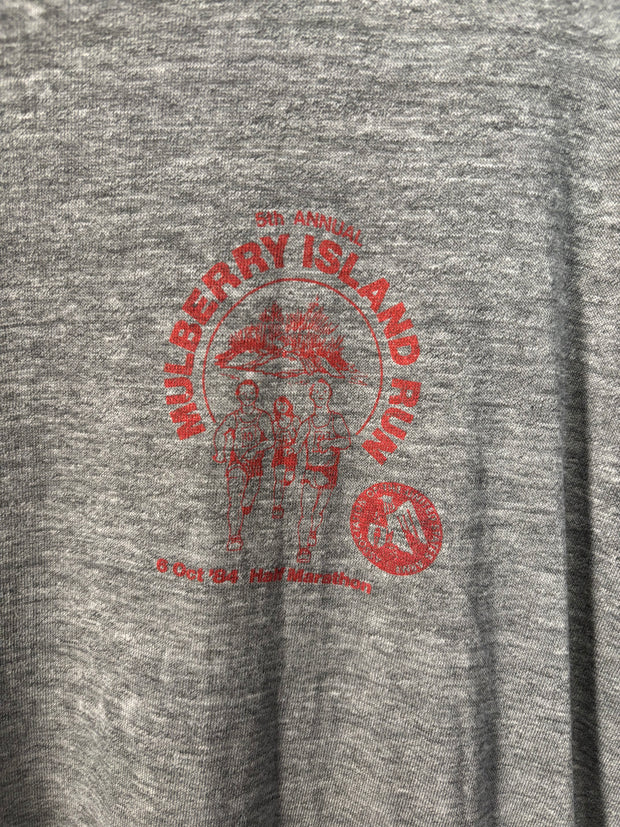 5th ANNUAL
MULBERRY ISLAND RUN
6 Oct '84 Half Marathon